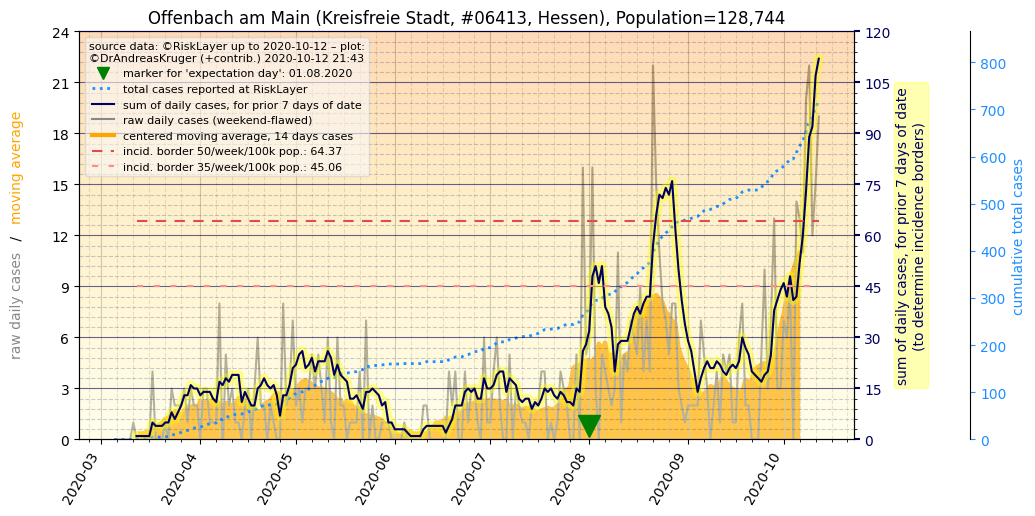 Offenbach am Main (Kreisfreie Stadt, #06413, Hessen), Population=128,744
source data: ©RiskLayer up to 2020-10-12 – plot:
©DrAndreasKruger (+contrib.) 2020-10-12 21:43
marker for 'expectation day': 01.08.2020
total cases reported at RiskLayer
sum of daily cases, for prior 7 days of date
raw daily cases (weekend-flawed)
centered moving average, 14 days cases
incid. border 50/week/100k pop.: 64.37
incid. border 35/week/100k pop.: 45.06
raw daily cases / moving average
24
21
18
15
12
9
6
3
0
2020-03
2020-04
2020-05
2020-06
2020-07
2020-08
2020-09
2020-10
120
105
90
75
60
45
30
15
0
sum of daily cases, for prior 7 days of date
(to determine incidence borders)
800
700
600
500
400
300
200
100
0
cumulative total cases